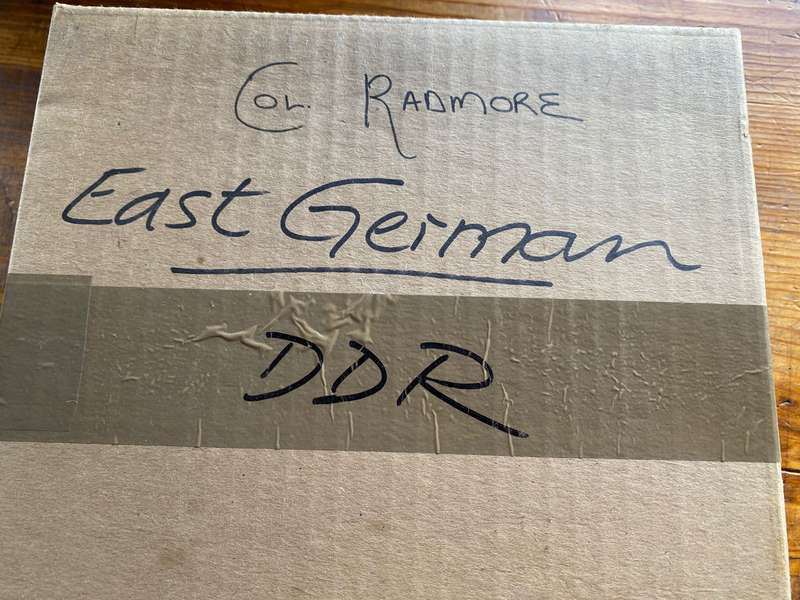 COL. RADMORE
East German
DDR